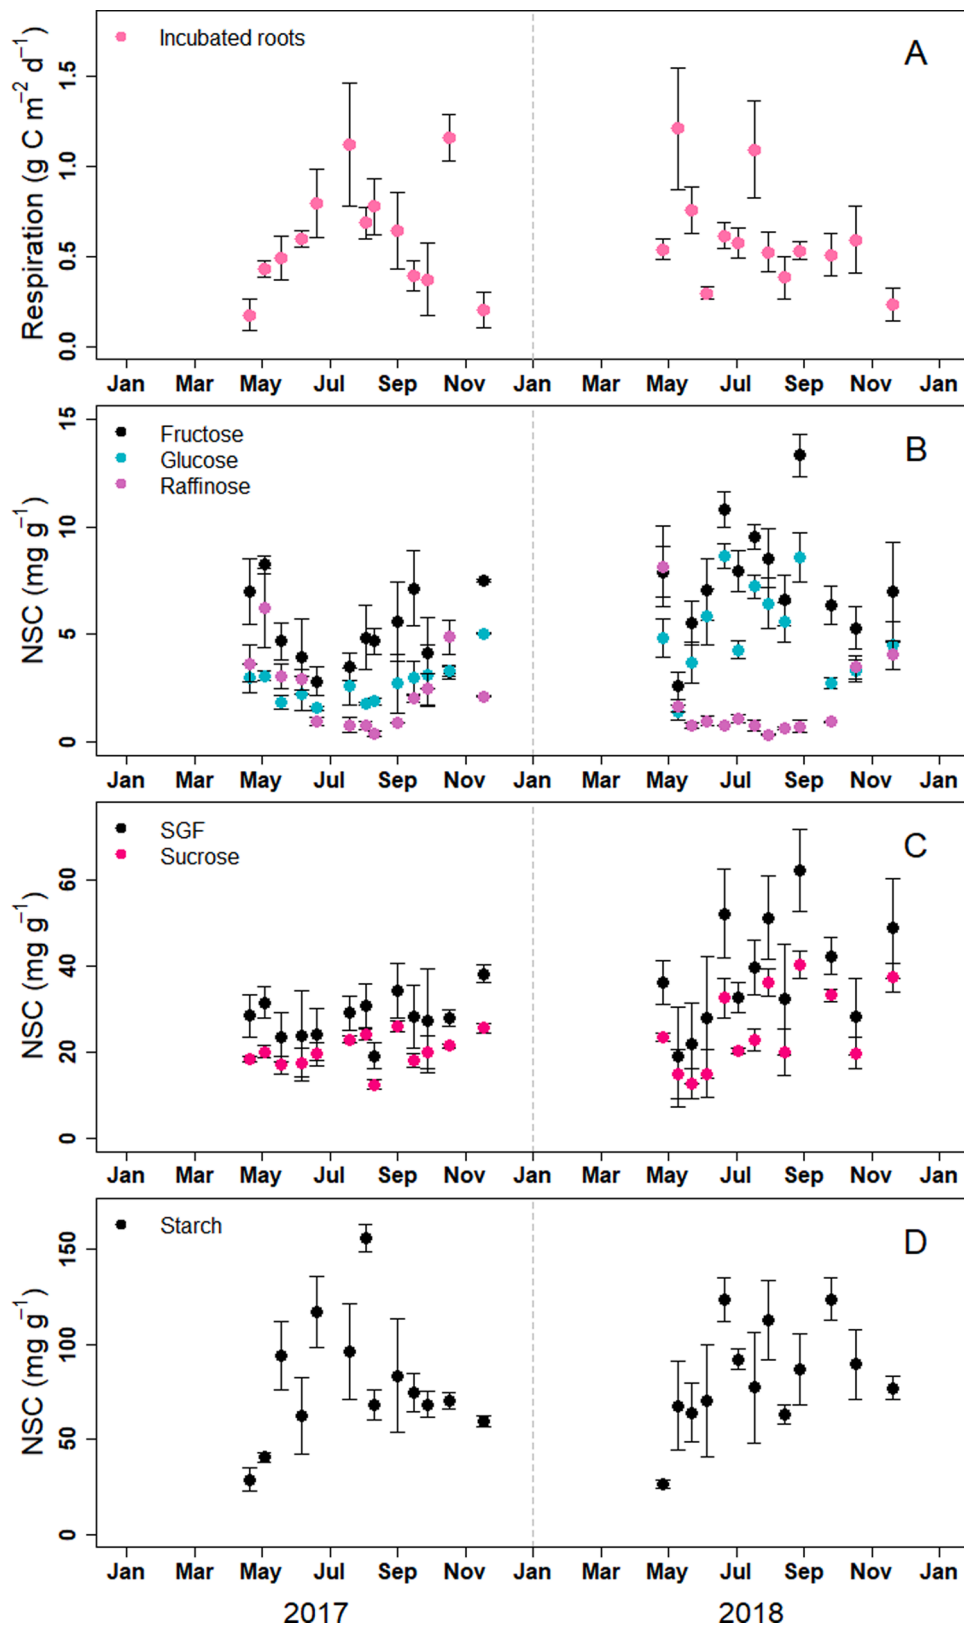 Incubated roots
A
Respiration (g C m⁻² d⁻¹)
1.5
1.0
0.5
0.0
Jan Mar May Jul Sep Nov Jan Mar May Jul Sep Nov Jan
Fructose
Glucose
Raffinose
B
NSC (mg g⁻¹)
15
10
5
0
Jan Mar May Jul Sep Nov Jan Mar May Jul Sep Nov Jan
SGF
Sucrose
C
NSC (mg g⁻¹)
60
40
20
0
Jan Mar May Jul Sep Nov Jan Mar May Jul Sep Nov Jan
Starch
D
NSC (mg g⁻¹)
150
100
50
0
Jan Mar May Jul Sep Nov Jan Mar May Jul Sep Nov Jan
2017 2018